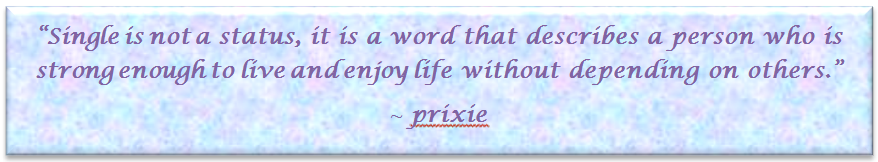 “Single is not a status, it is a word that describes a person who is
strong enough to live and enjoy life without depending on others.”
~ prixie